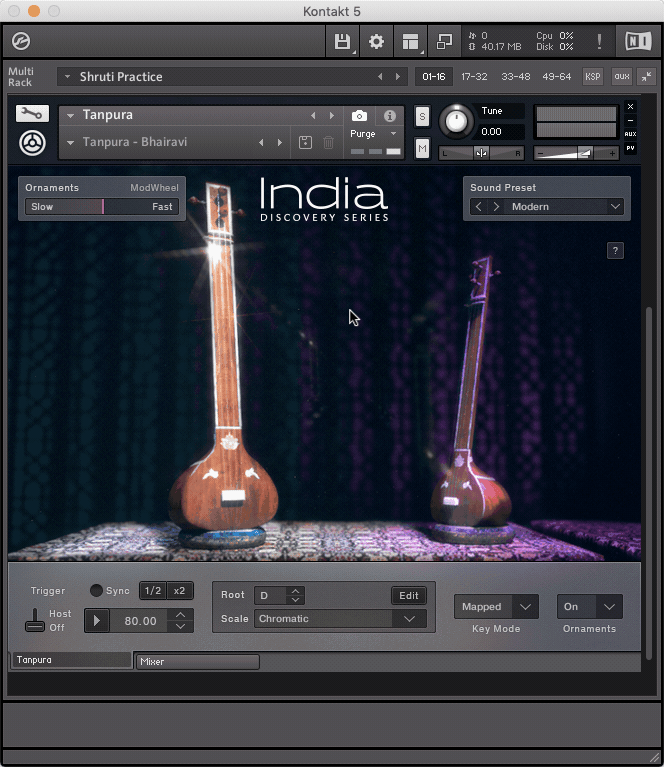 Kontakt 5
0
40.17 MB
Cpu 0%
Disk 0%
!
NI
Multi
Rack
Shruti Practice
01-16
17-32
33-48
49-64
KSP
aux
Tanpura
Tanpura - Bhairavi
Purge
S
M
Tune
0.00
L
R
×
−
AUX
PV
− +
Ornaments
ModWheel
Slow
Fast
India
DISCOVERY SERIES
Sound Preset
Modern
?
Trigger
Sync
1/2
x2
Host
Off
80.00
Root
D
Edit
Scale
Chromatic
Mapped
Key Mode
On
Ornaments
Tanpura
Mixer